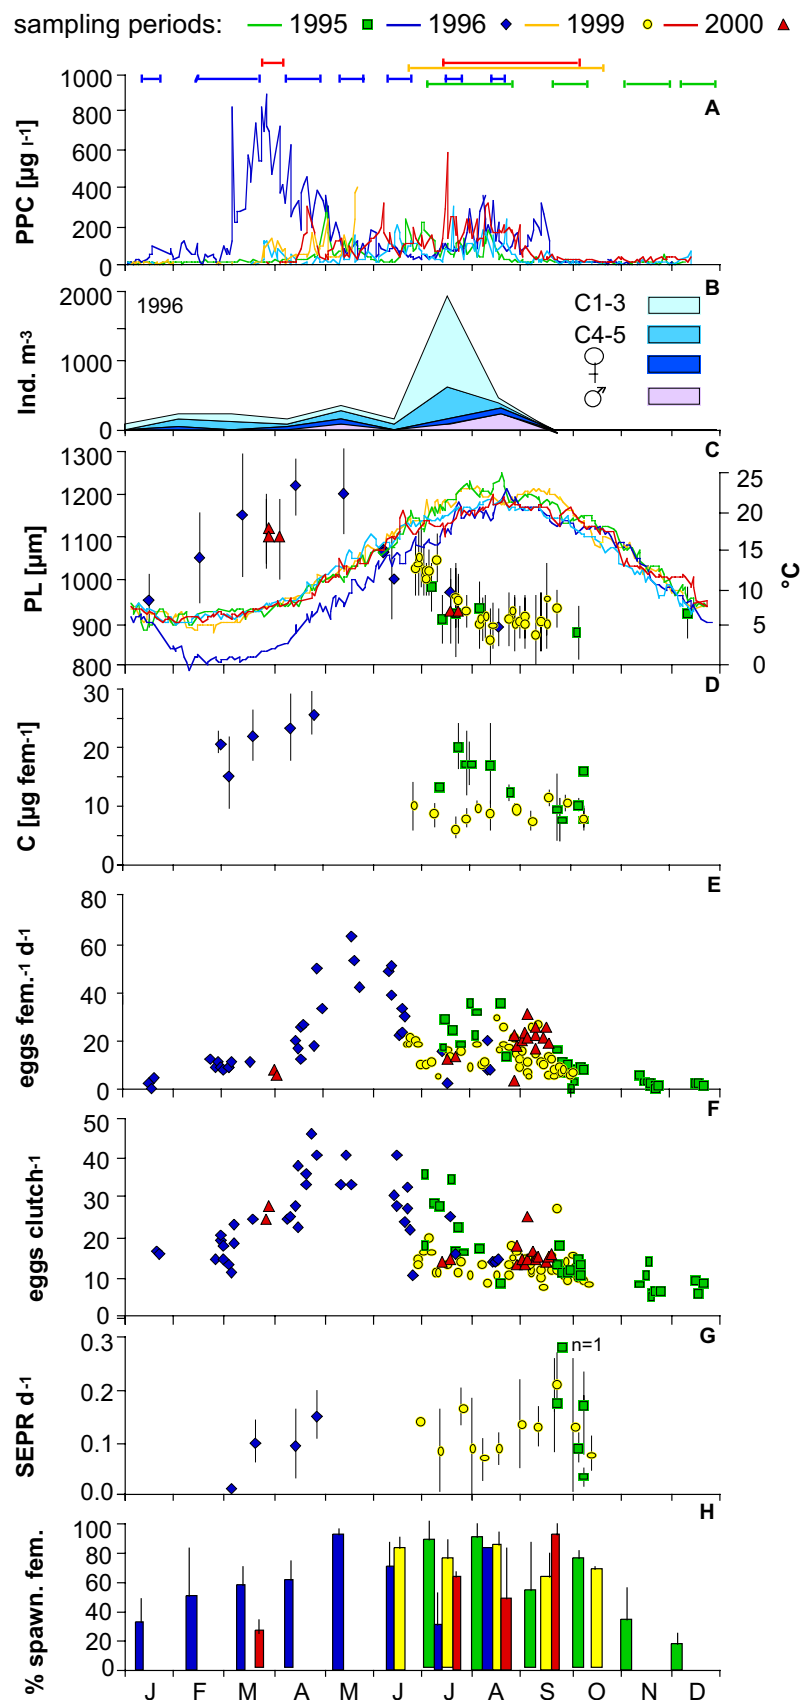 sampling periods: 1995 1996 1999 2000
A
PPC [µg l-1]
1000
800
600
400
200
0
B
1996
Ind. m-3
2000
1000
0
C1-3
C4-5
♀
♂
C
PL [µm]
1300
1200
1100
1000
900
800
25
20
15
10
5
0
°C
D
C [µg fem-1]
30
20
10
0
E
eggs fem.-1 d-1
80
60
40
20
0
F
eggs clutch-1
50
40
30
20
10
0
G
SEPR d-1
0.3
0.2
0.1
0.0
n=1
H
% spawn. fem.
100
80
60
40
20
0
J F M A M J J A S O N D